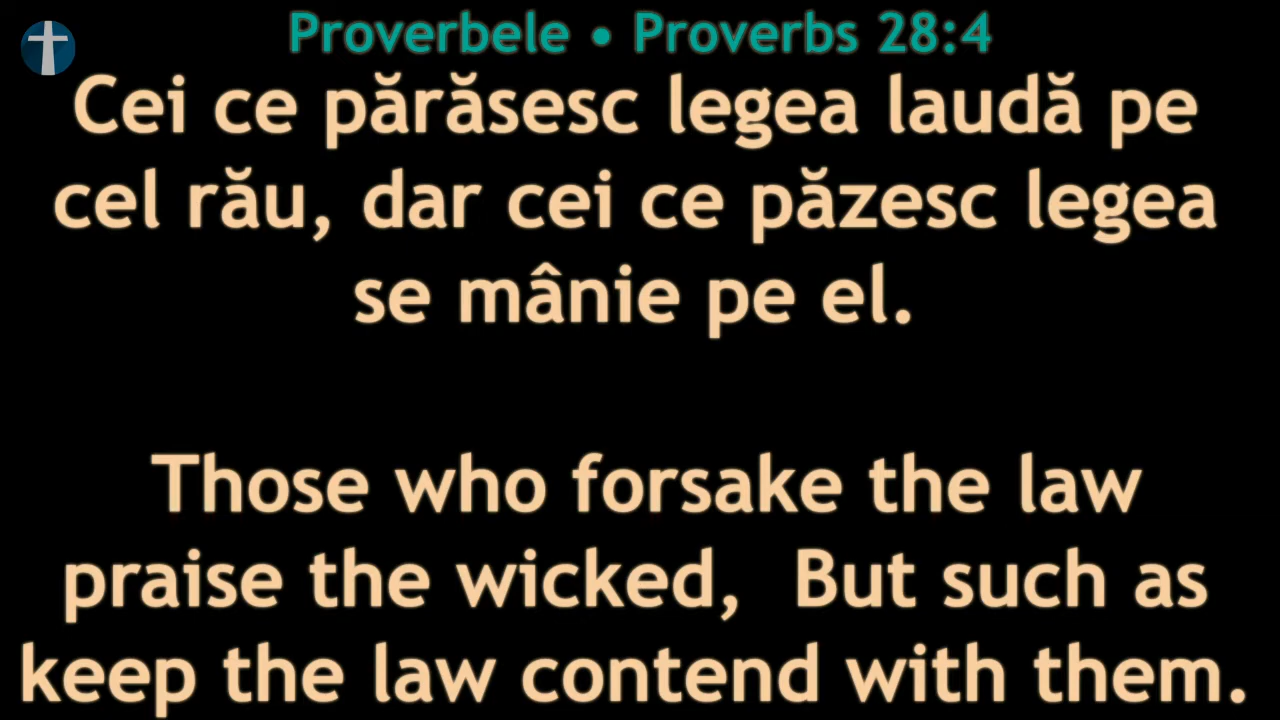 Proverbele • Proverbs 28:4
Cei ce părăsesc legea laudă pe
cel rău, dar cei ce păzesc legea
se mânie pe el.
Those who forsake the law
praise the wicked,  But such as
keep the law contend with them.